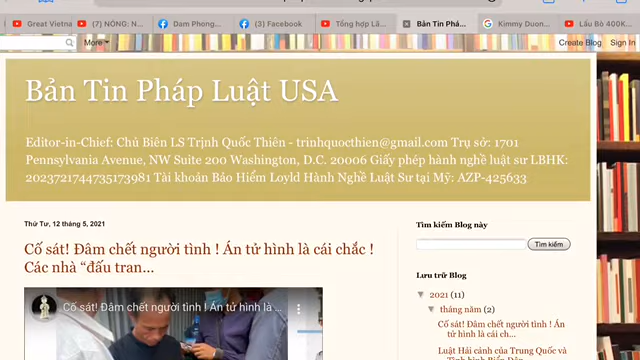 Great Vietna
(7) NÓNG: N
Dam Phong...
(3) Facebook
Tổng hợp Lã...
Bản Tin Phá...
Kimmy Duon...
Lẩu Bò 400K
More
Create Blog Sign In
Bản Tin Pháp Luật USA
Editor-in-Chief: Chủ Biên LS Trịnh Quốc Thiên - trinhquocthien@gmail.com Trụ sở: 1701
Pennsylvania Avenue, NW Suite 200 Washington, D.C. 20006 Giấy phép hành nghề luật sư LBHK:
2023721744735173981 Tài khoản Bảo Hiểm Loyld Hành Nghề Luật Sư tại Mỹ: AZP-425633
Thứ Tư, 12 tháng 5, 2021
Cố sát! Đâm chết người tình ! Án tử hình là cái chắc !
Các nhà “đấu tran...
Cố sát! Đâm chết người tình ! Án tử hình là ...
Tìm kiếm Blog này
Tìm kiếm
Lưu trữ Blog
▼ 2021 (11)
▼ tháng năm (2)
Cố sát! Đâm chết người tình ! Án tử
hình là cái ch...
Luật Hải cảnh của Trung Quốc và